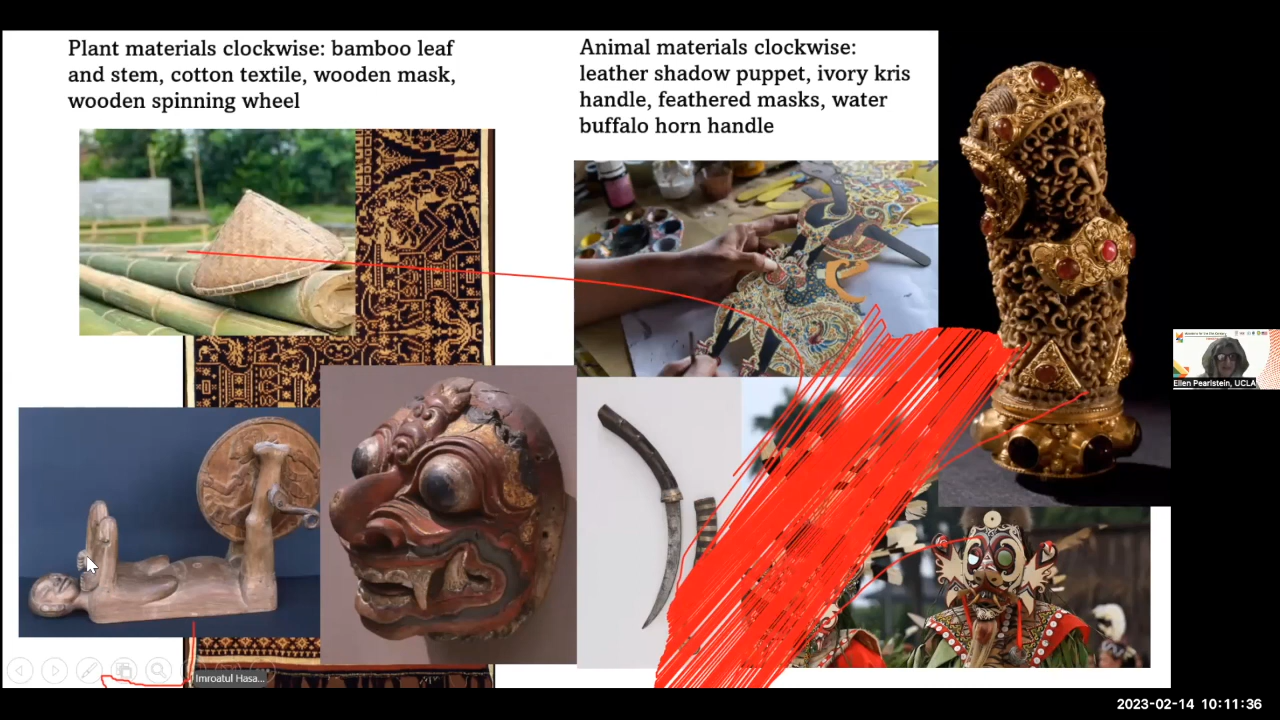 Plant materials clockwise: bamboo leaf
and stem, cotton textile, wooden mask,
wooden spinning wheel
Animal materials clockwise:
leather shadow puppet, ivory kris
handle, feathered masks, water
buffalo horn handle
Ellen Pearlstein, UCLA
Imroatul Hasa...
2023-02-14 10:11:36